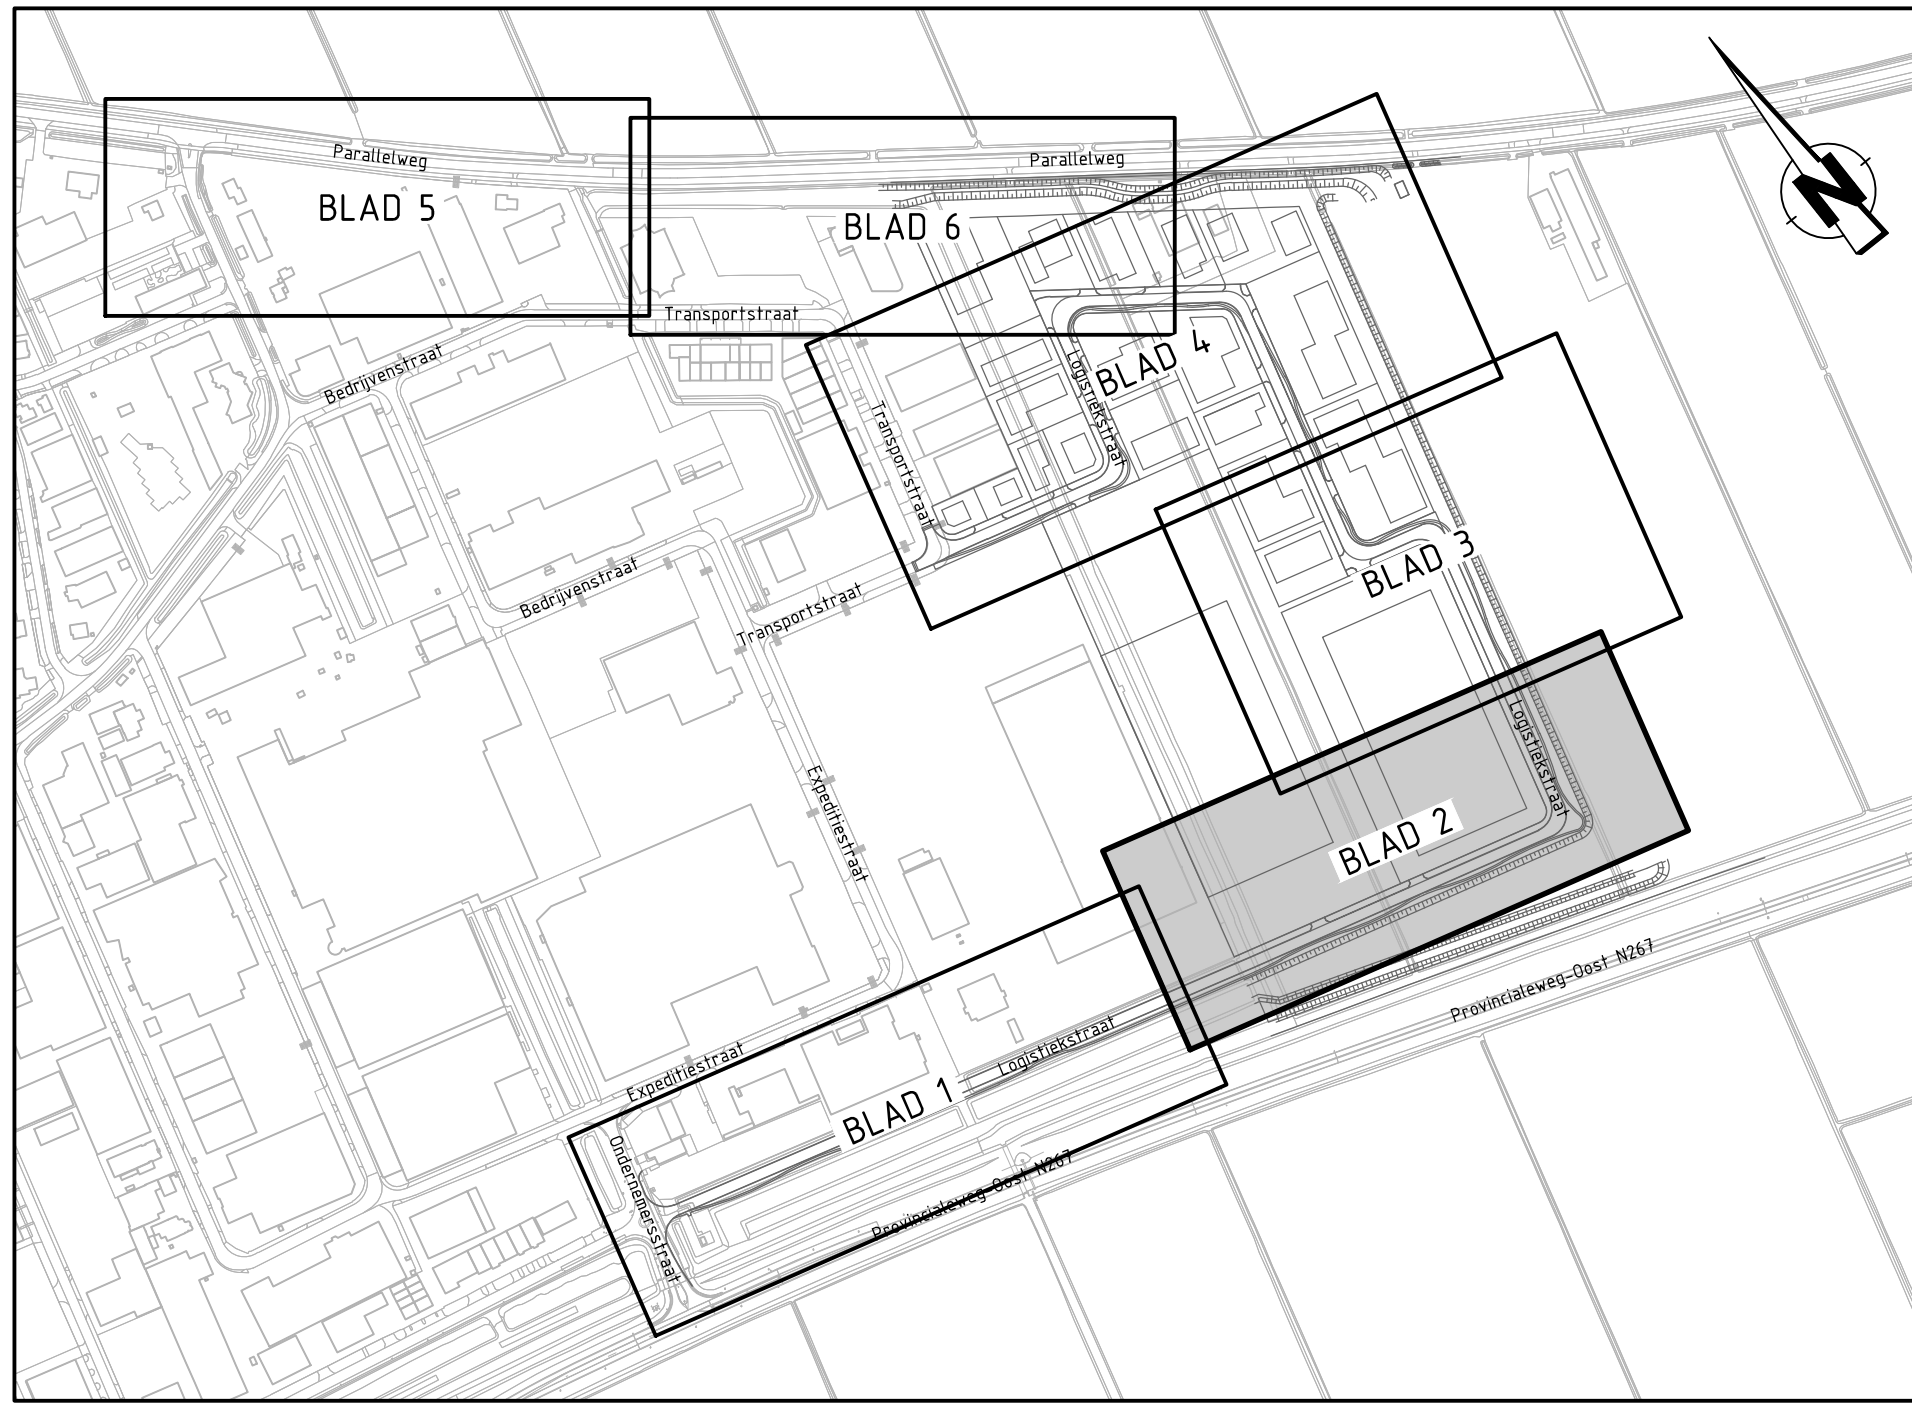 Parallelweg
Parallelweg
BLAD 5
BLAD 6
N
Transportstraat
BLAD 4
Logistiekstraat
Bedrijvenstraat
Transportstraat
BLAD 3
Bedrijvenstraat
Transportstraat
Logistiekstraat
Expeditiestraat
BLAD 2
Provincialeweg-Oost N267
Logistiekstraat
Expeditiestraat
BLAD 1
Ondernemersstraat
Provincialeweg-Oost N267